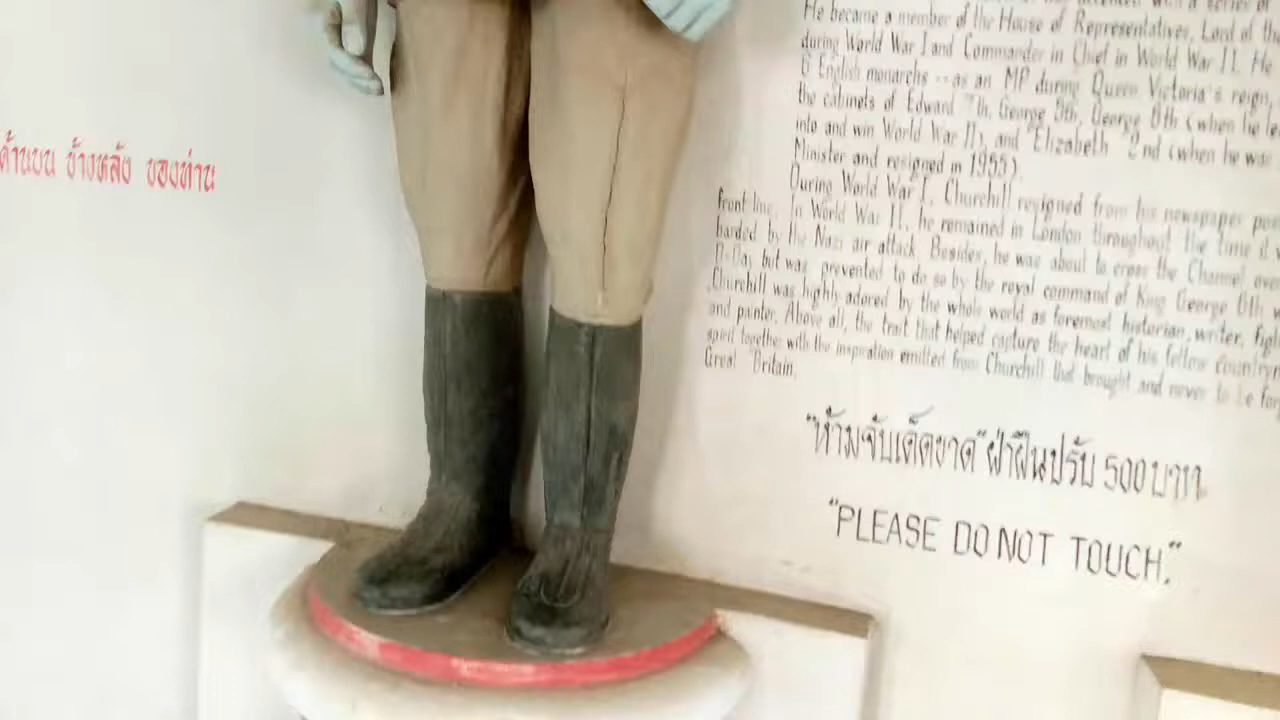 ด้านบน ข้างหลัง ของท่าน
He became a member of the House of Representatives, Lord of the
during World War I and Commander in Chief in World War II. He
6 English monarchs -- as an MP during Queen Victoria's reign,
the cabinets of Edward 7th, George 5th, George 6th (when he le
into and win World War II), and Elizabeth 2nd (when he was
Minister and resigned in 1955).
During World War I, Churchill resigned from his newspaper pos
front line. In World War II, he remained in London throughout the time it w
barded by the Nazi air attack. Besides, he was about to cross the Channel over
D-Day but was prevented to do so by the royal command of King George 6th.
Churchill was highly adored by the whole world as foremost historian, writer, figh
and painter. Above all, the trait that helped capture the heart of his fellow countrym
spirit together with the inspiration emitted from Churchill that brought and never to be for
Great Britain.
"ห้ามจับเด็ดขาด" ฝ่าฝืนปรับ 500 บาท
"PLEASE DO NOT TOUCH."